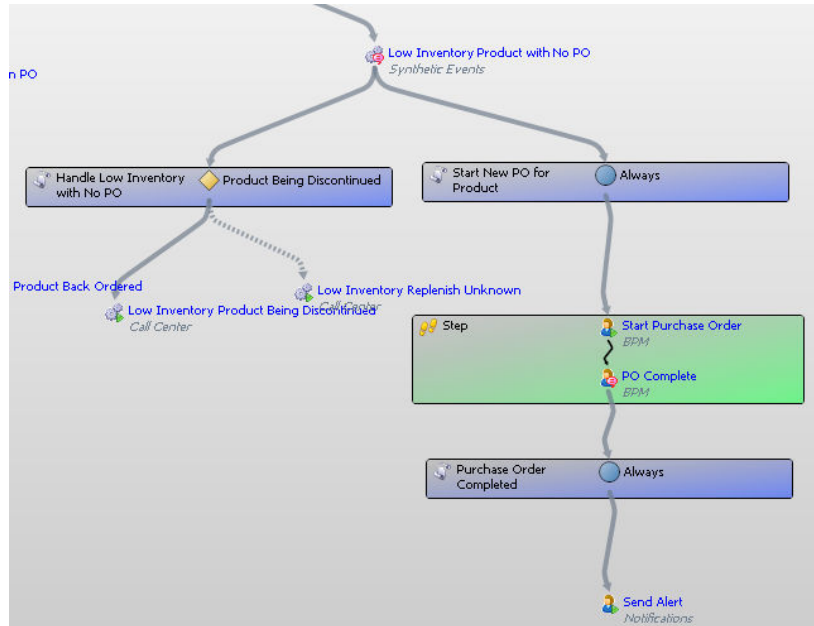 Low Inventory Product with No PO
Synthetic Events
n PO
Handle Low Inventory
with No PO
Product Being Discontinued
Start New PO for
Product
Always
Product Back Ordered
Low Inventory Replenish Unknown
Call Center
Low Inventory Product Being Discontinued
Call Center
Step
Start Purchase Order
BPM
PO Complete
BPM
Purchase Order
Completed
Always
Send Alert
Notifications